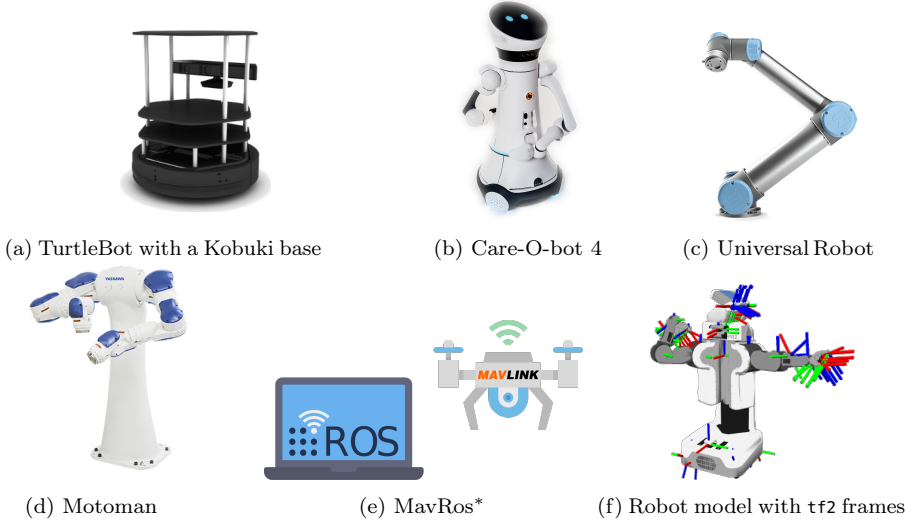 (a) TurtleBot with a Kobuki base
(b) Care-O-bot 4
(c) Universal Robot
YASKAWA
MAVLINK
ROS
(d) Motoman
(e) MavRos*
(f) Robot model with tf2 frames